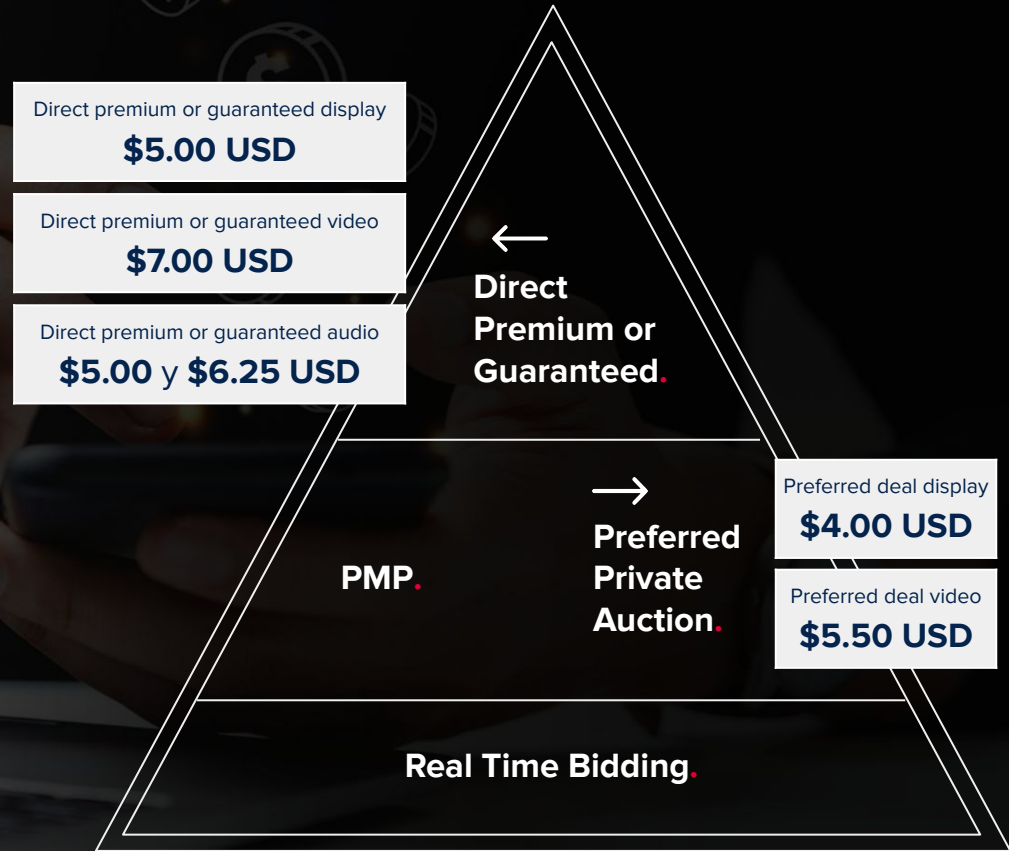 Direct premium or guaranteed display
$5.00 USD
Direct premium or guaranteed video
$7.00 USD
Direct premium or guaranteed audio
$5.00 y $6.25 USD
Direct
Premium or
Guaranteed.
PMP.
Preferred
Private
Auction.
Preferred deal display
$4.00 USD
Preferred deal video
$5.50 USD
Real Time Bidding.